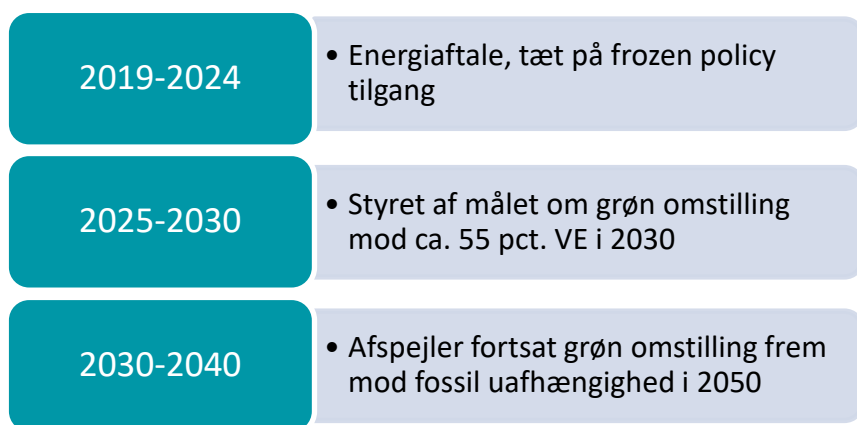 2019-2024
• Energiaftale, tæt på frozen policy
tilgang
2025-2030
• Styret af målet om grøn omstilling
mod ca. 55 pct. VE i 2030
2030-2040
• Afspejler fortsat grøn omstilling frem
mod fossil uafhængighed i 2050